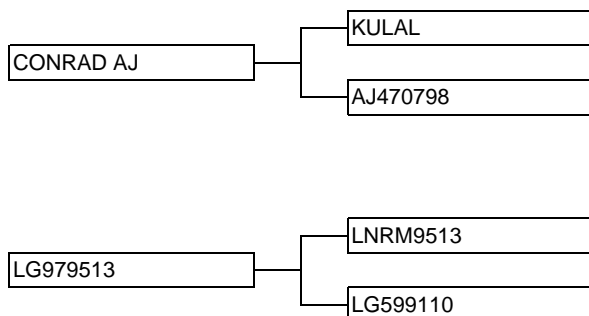 KULAL
CONRAD AJ
AJ470798
LNRM9513
LG979513
LG599110